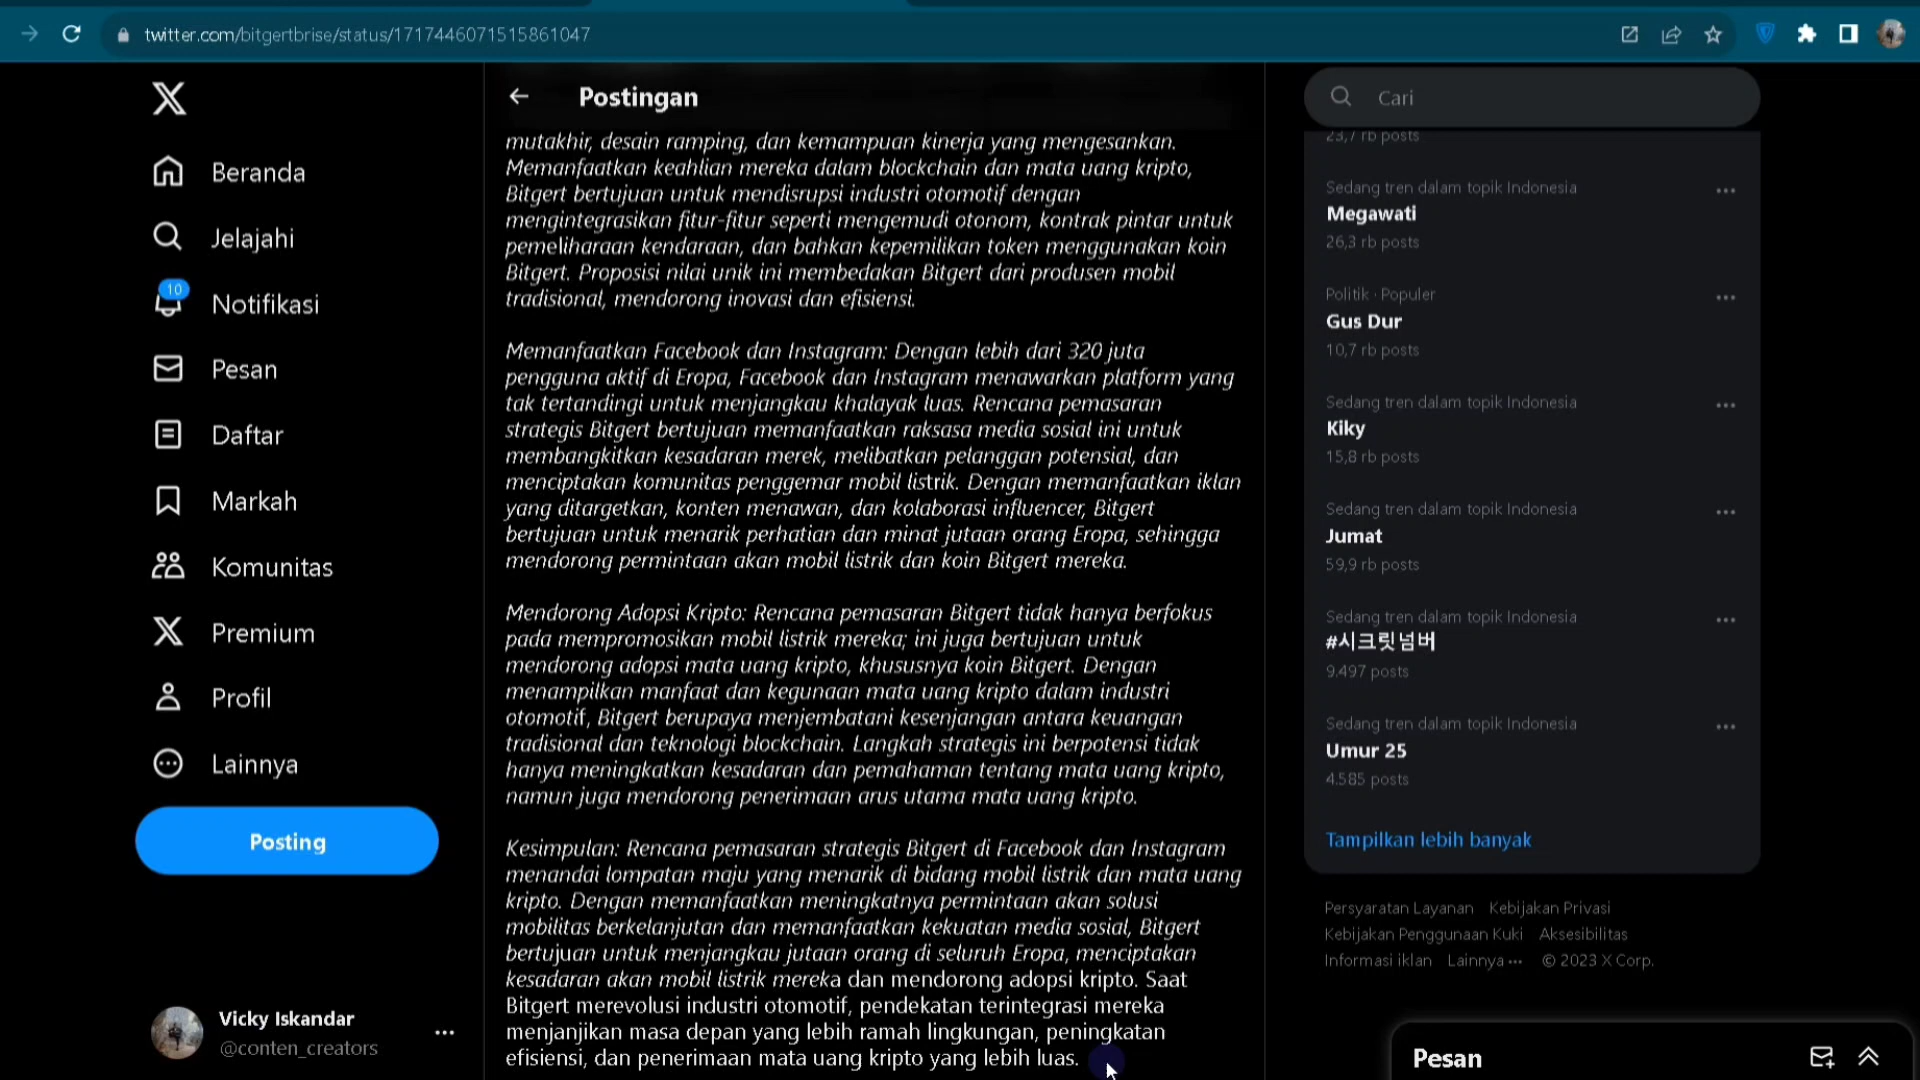 twitter.com/bitgertbrise/status/1717446071515861047
X
Beranda
Jelajahi
10
Notifikasi
Pesan
Daftar
Markah
Komunitas
Premium
Profil
Lainnya
Posting
Vicky Iskandar
@conten_creators
Postingan
mutakhir, desain ramping, dan kemampuan kinerja yang mengesankan.
Memanfaatkan keahlian mereka dalam blockchain dan mata uang kripto,
Bitgert bertujuan untuk mendisrupsi industri otomotif dengan
mengintegrasikan fitur-fitur seperti mengemudi otonom, kontrak pintar untuk
pemeliharaan kendaraan, dan bahkan kepemilikan token menggunakan koin
Bitgert. Proposisi nilai unik ini membedakan Bitgert dari produsen mobil
tradisional, mendorong inovasi dan efisiensi.
Memanfaatkan Facebook dan Instagram: Dengan lebih dari 320 juta
pengguna aktif di Eropa, Facebook dan Instagram menawarkan platform yang
tak tertandingi untuk menjangkau khalayak luas. Rencana pemasaran
strategis Bitgert bertujuan memanfaatkan raksasa media sosial ini untuk
membangkitkan kesadaran merek, melibatkan pelanggan potensial, dan
menciptakan komunitas penggemar mobil listrik. Dengan memanfaatkan iklan
yang ditargetkan, konten menawan, dan kolaborasi influencer, Bitgert
bertujuan untuk menarik perhatian dan minat jutaan orang Eropa, sehingga
mendorong permintaan akan mobil listrik dan koin Bitgert mereka.
Mendorong Adopsi Kripto: Rencana pemasaran Bitgert tidak hanya berfokus
pada mempromosikan mobil listrik mereka; ini juga bertujuan untuk
mendorong adopsi mata uang kripto, khususnya koin Bitgert. Dengan
menampilkan manfaat dan kegunaan mata uang kripto dalam industri
otomotif, Bitgert berupaya menjembatani kesenjangan antara keuangan
tradisional dan teknologi blockchain. Langkah strategis ini berpotensi tidak
hanya meningkatkan kesadaran dan pemahaman tentang mata uang kripto,
namun juga mendorong penerimaan arus utama mata uang kripto.
Kesimpulan: Rencana pemasaran strategis Bitgert di Facebook dan Instagram
menandai lompatan maju yang menarik di bidang mobil listrik dan mata uang
kripto. Dengan memanfaatkan meningkatnya permintaan akan solusi
mobilitas berkelanjutan dan memanfaatkan kekuatan media sosial, Bitgert
bertujuan untuk menjangkau jutaan orang di seluruh Eropa, menciptakan
kesadaran akan mobil listrik mereka dan mendorong adopsi kripto. Saat
Bitgert merevolusi industri otomotif, pendekatan terintegrasi mereka
menjanjikan masa depan yang lebih ramah lingkungan, peningkatan
efisiensi, dan penerimaan mata uang kripto yang lebih luas.
Cari
23,7 rb posts
Sedang tren dalam topik Indonesia
Megawati
26,3 rb posts
Politik · Populer
Gus Dur
10,7 rb posts
Sedang tren dalam topik Indonesia
Kiky
15,8 rb posts
Sedang tren dalam topik Indonesia
Jumat
59,9 rb posts
Sedang tren dalam topik Indonesia
#시크릿넘버
9.497 posts
Sedang tren dalam topik Indonesia
Umur 25
4.585 posts
Tampilkan lebih banyak
Persyaratan Layanan Kebijakan Privasi
Kebijakan Penggunaan Kuki Aksesibilitas
Informasi iklan Lainnya ··· © 2023 X Corp.
Pesan